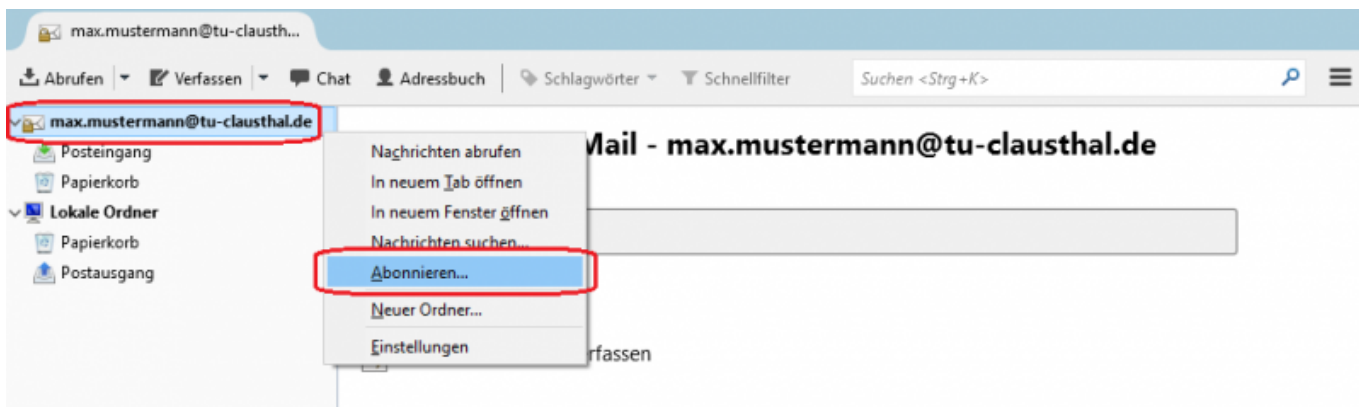 max.mustermann@tu-clausth...
Abrufen Verfassen Chat Adressbuch Schlagwörter Schnellfilter Suchen <Strg+K>
max.mustermann@tu-clausthal.de
Posteingang
Papierkorb
Lokale Ordner
Papierkorb
Postausgang
Nachrichten abrufen
In neuem Tab öffnen
In neuem Fenster öffnen
Nachrichten suchen...
Abonnieren...
Neuer Ordner...
Einstellungen
Mail - max.mustermann@tu-clausthal.de
erfassen